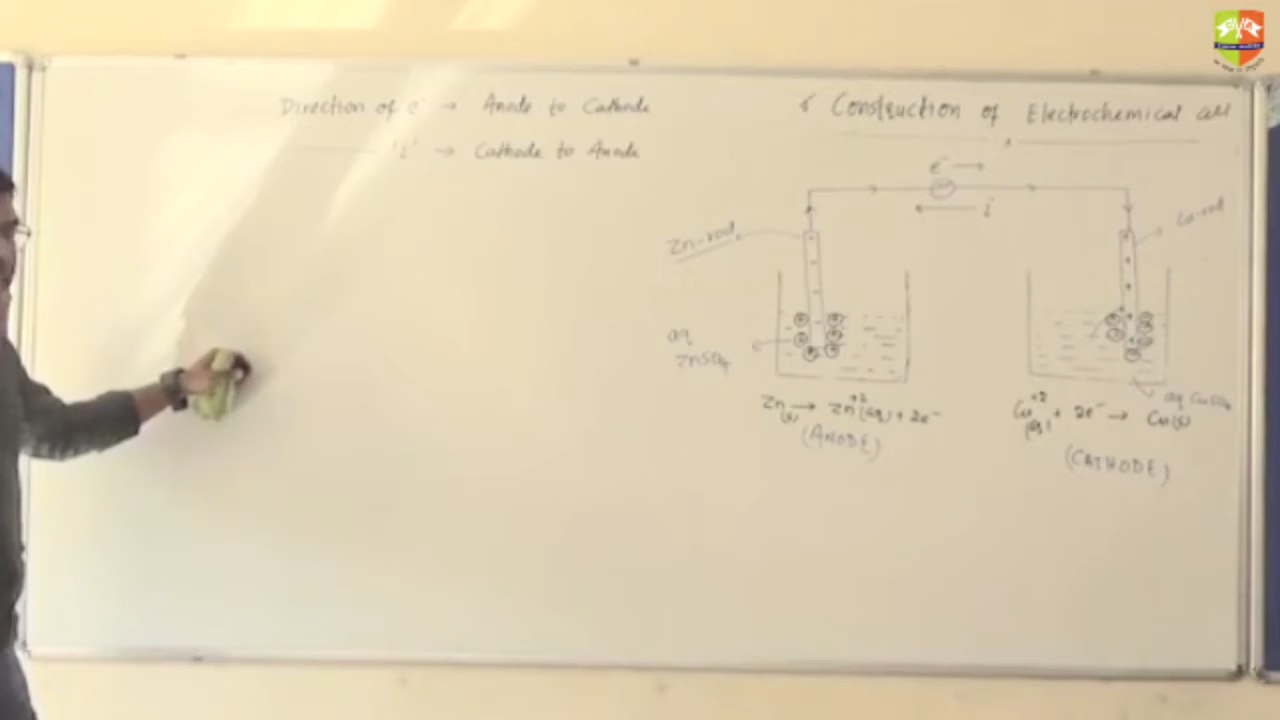 Direction of e⁻ → Anode to Cathode
"i" → Cathode to Anode
Construction of Electrochemical cell
e⁻ →
← i
Zn-rod
Cu-rod
aq
ZnSO₄
aq CuSO₄
Zn(s) → Zn⁺²(aq) + 2e⁻
(ANODE)
Cu⁺²(aq) + 2e⁻ → Cu(s)
(CATHODE)